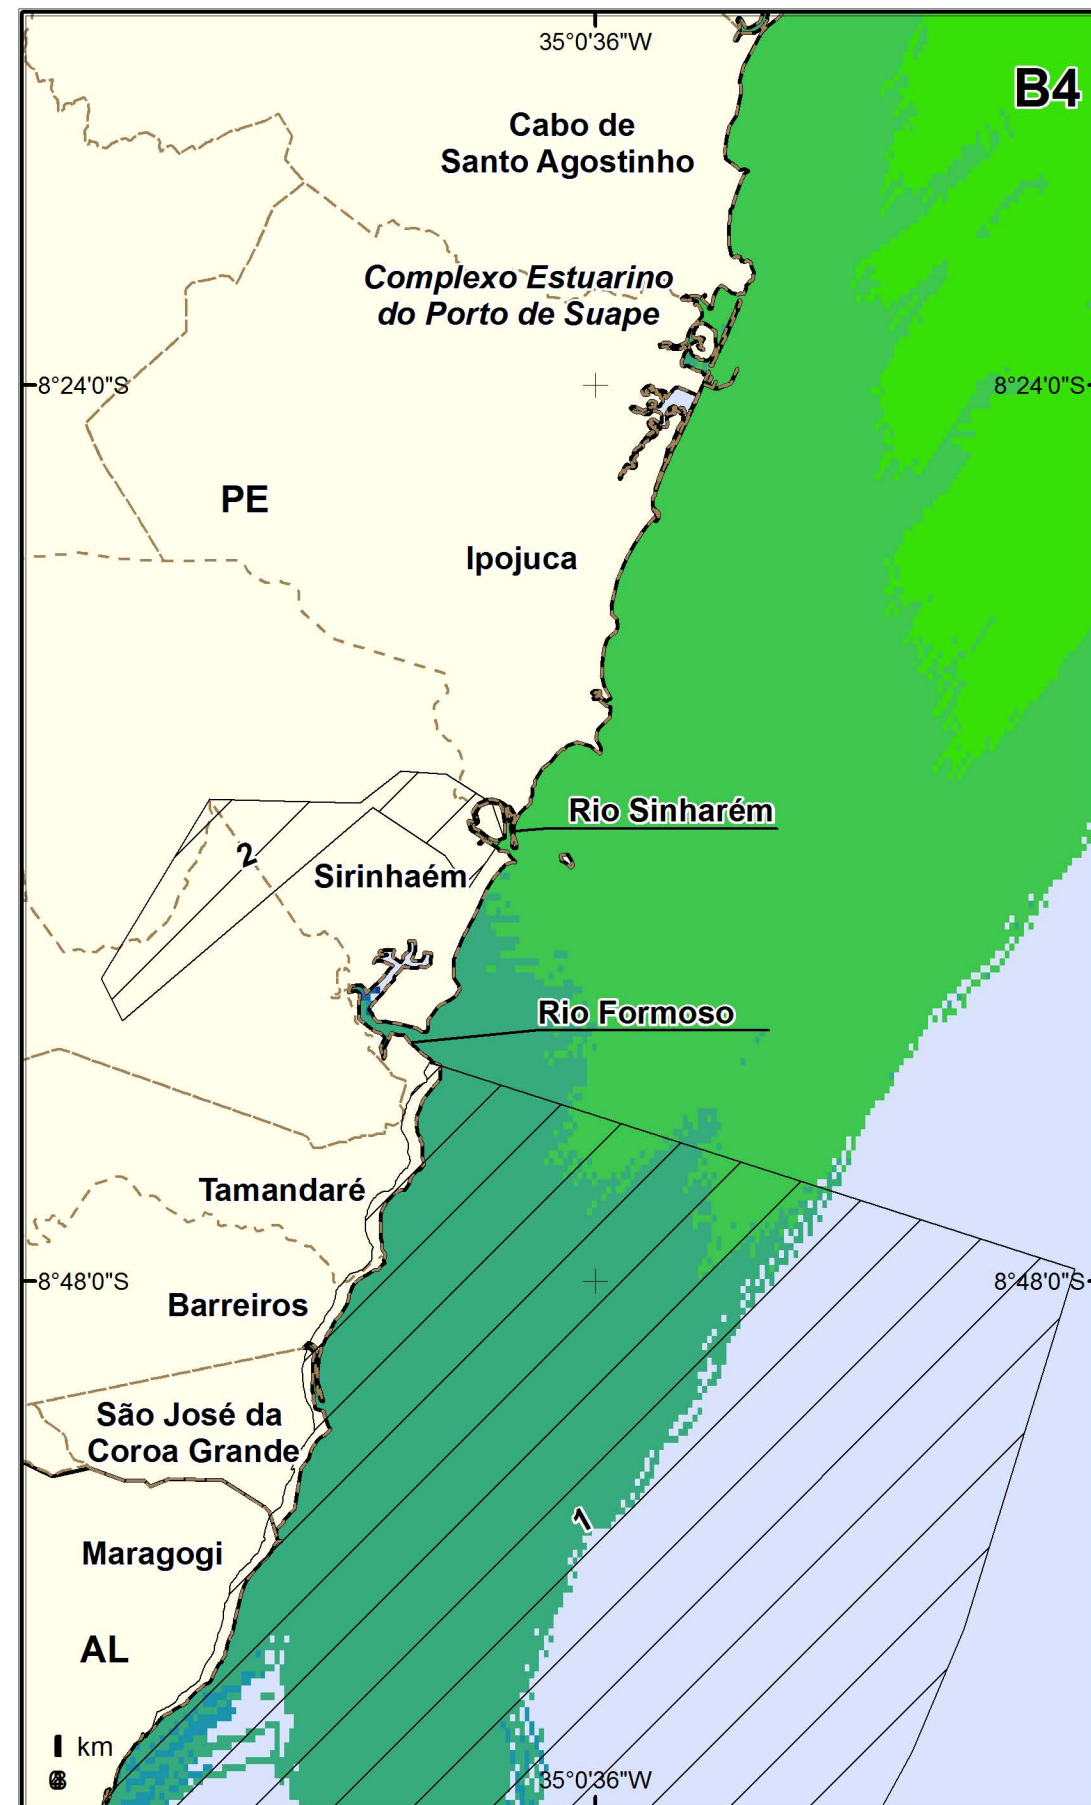 35°0'36"W
B4
Cabo de
Santo Agostinho
Complexo Estuarino
do Porto de Suape
8°24'0"S
8°24'0"S
PE
Ipojuca
Rio Sinharém
2
Sirinhaém
Rio Formoso
Tamandaré
8°48'0"S
8°48'0"S
Barreiros
São José da
Coroa Grande
1
Maragogi
AL
km
35°0'36"W